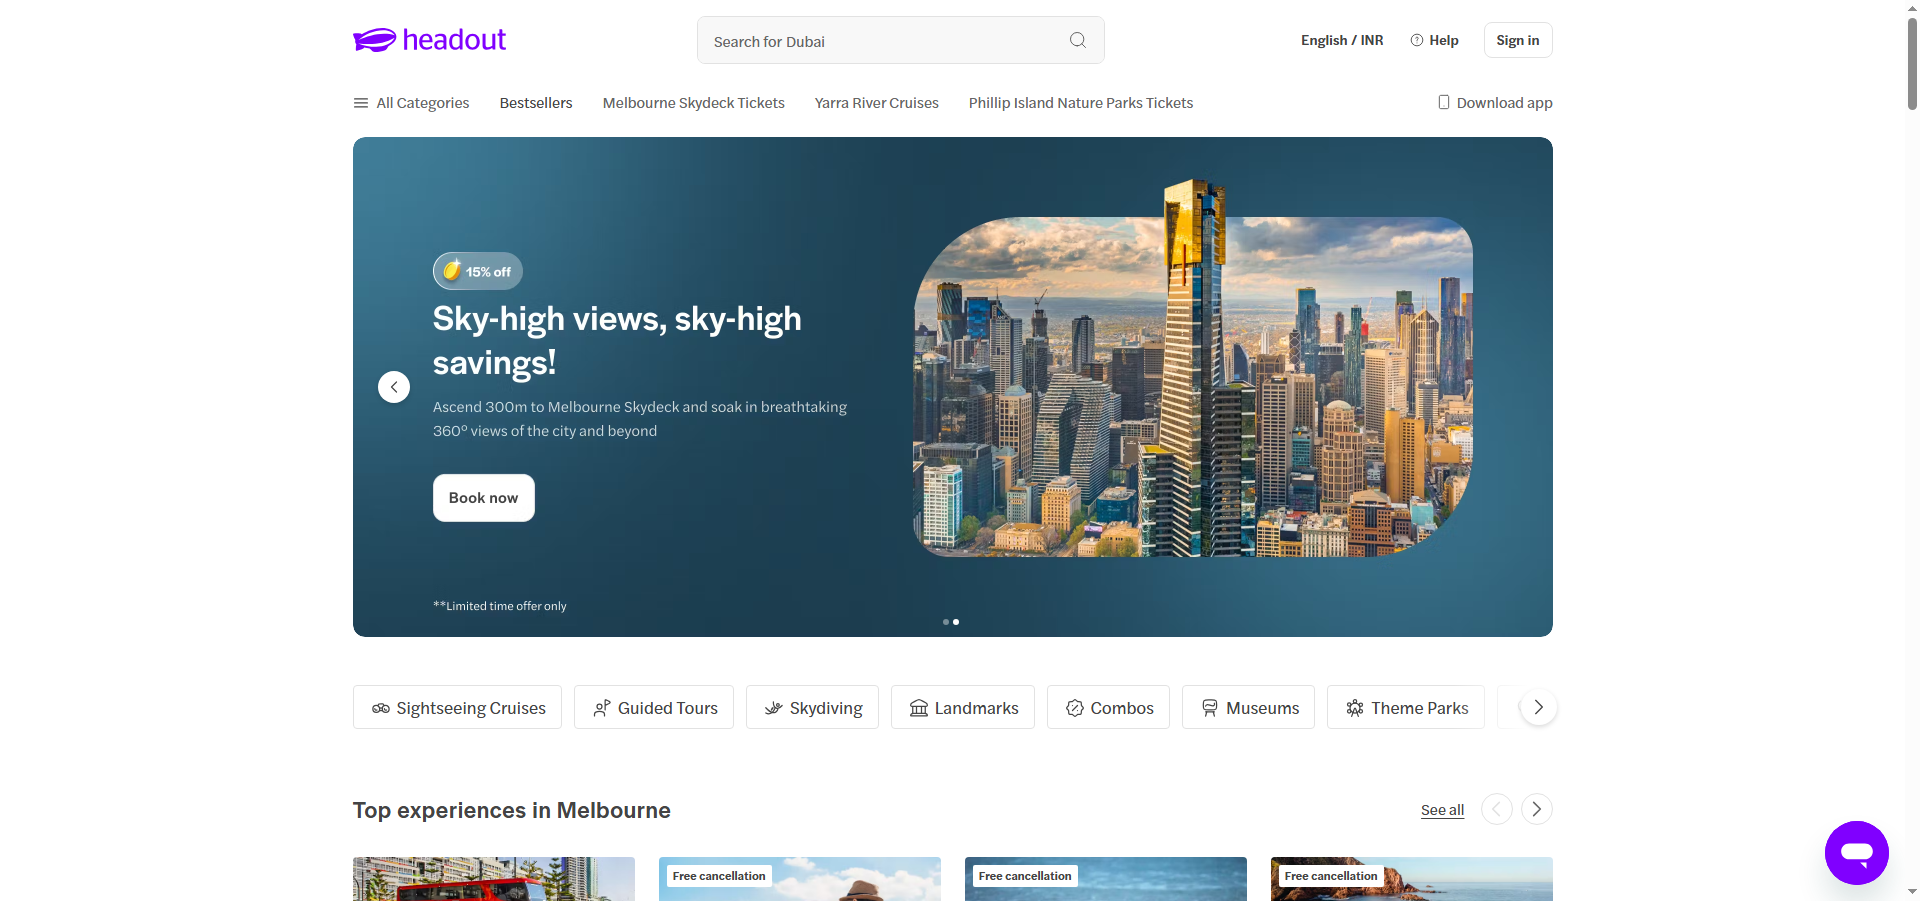 headout
Search for Dubai
English / INR
Help
Sign in
All Categories
Bestsellers
Melbourne Skydeck Tickets
Yarra River Cruises
Phillip Island Nature Parks Tickets
Download app
15% off
Sky-high views, sky-high
savings!
Ascend 300m to Melbourne Skydeck and soak in breathtaking
360° views of the city and beyond
Book now
**Limited time offer only
Sightseeing Cruises
Guided Tours
Skydiving
Landmarks
Combos
Museums
Theme Parks
Top experiences in Melbourne
See all
Free cancellation
Free cancellation
Free cancellation